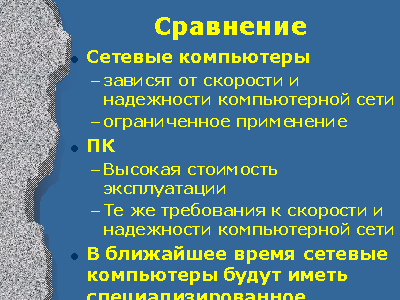 Сравнение
• Сетевые компьютеры
– зависят от скорости и
надежности компьютерной сети
– ограниченное применение
• ПК
– Высокая стоимость
эксплуатации
– Те же требования к скорости и
надежности компьютерной сети
• В ближайшее время сетевые
компьютеры будут иметь
специализированное